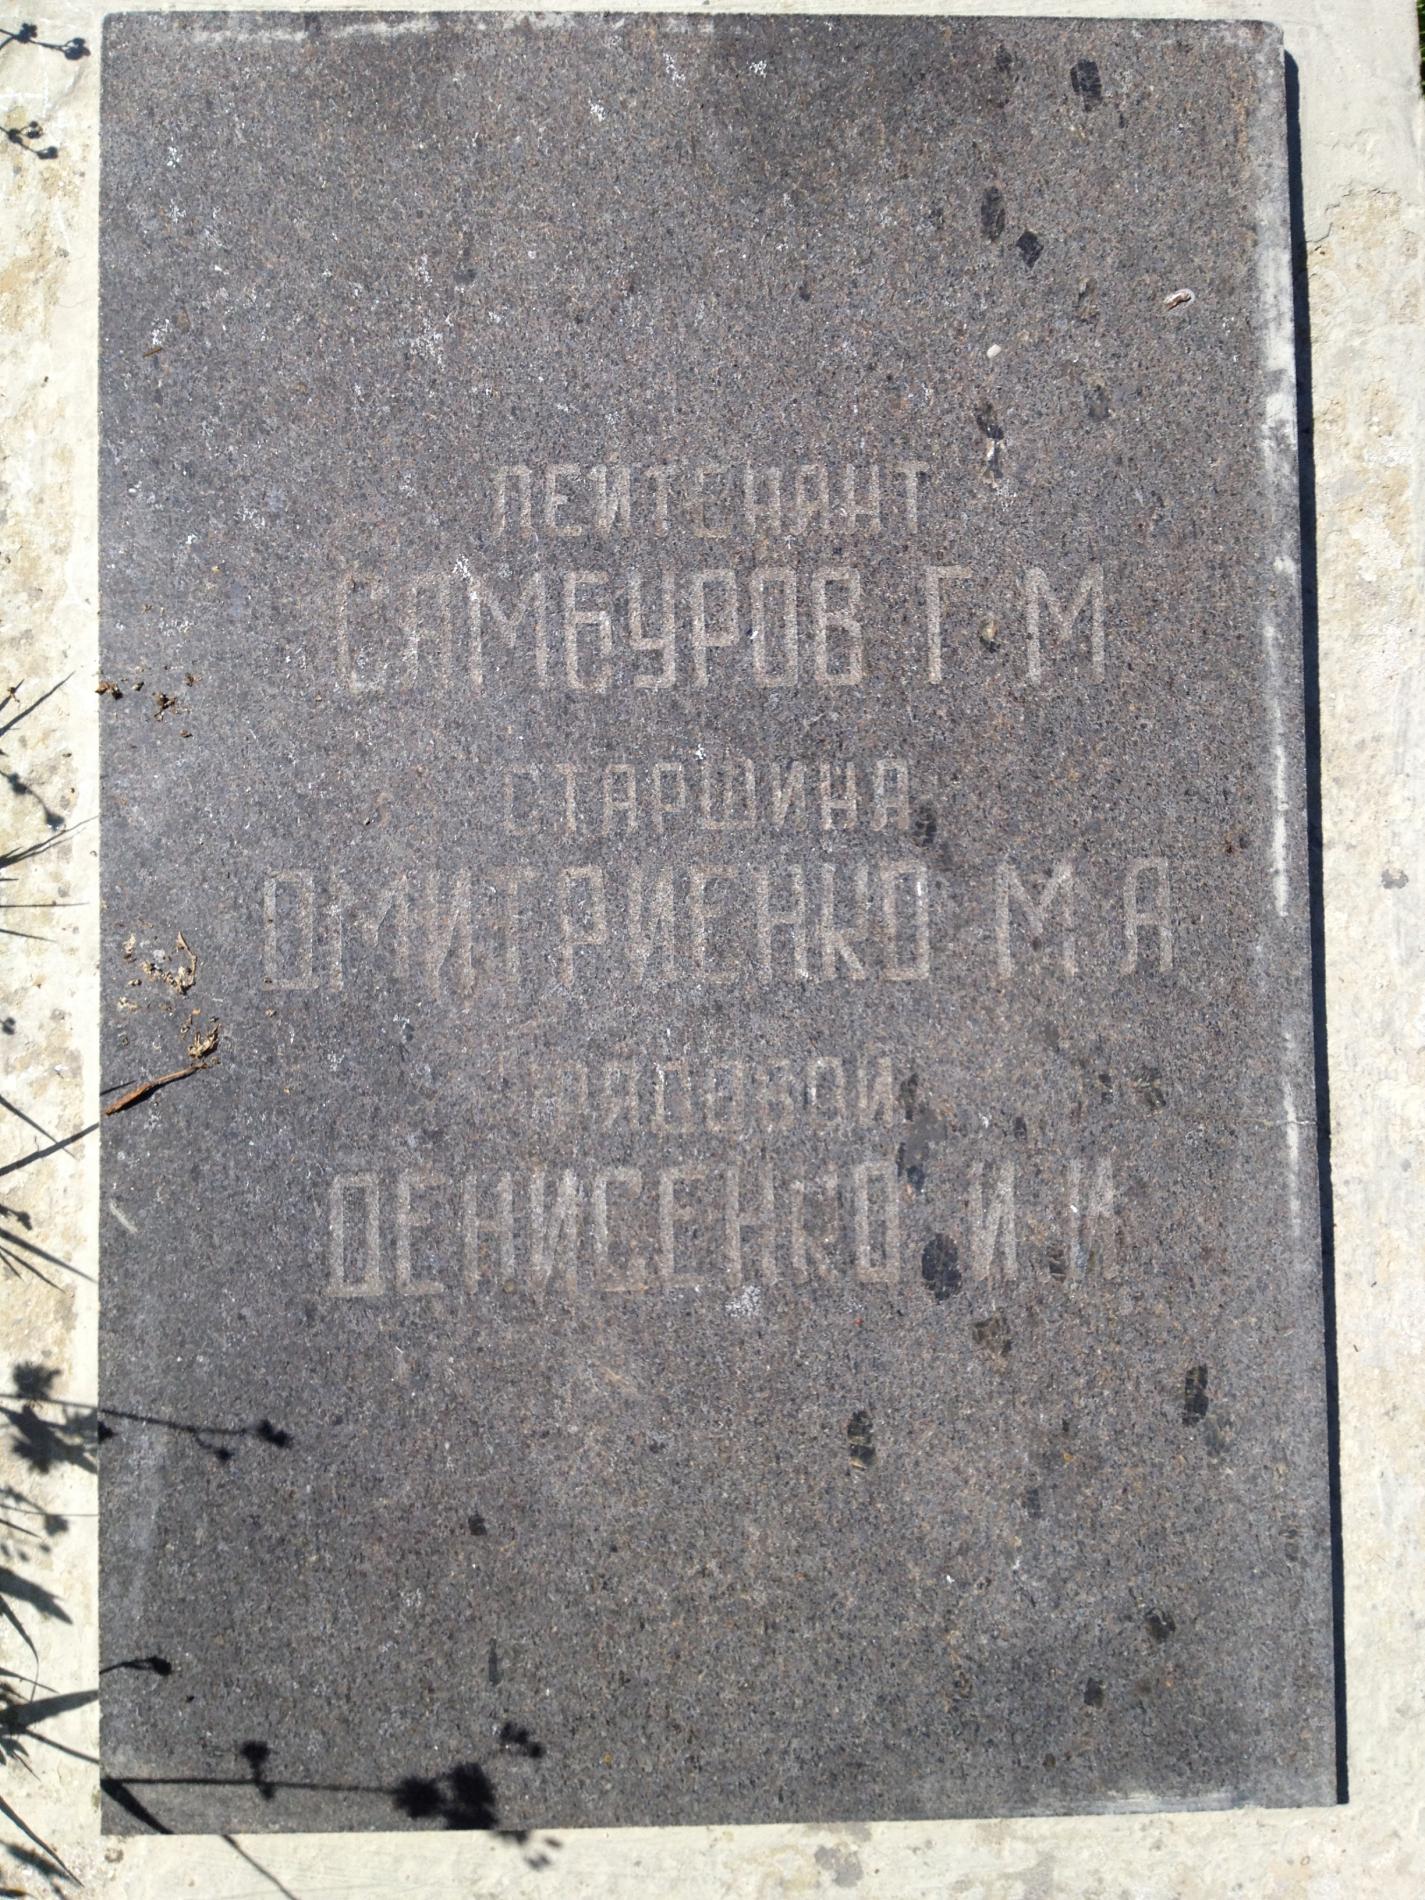 ЛЕЙТЕНАНТ
САМБУРОВ Г·М
СТАРШИНА
ДМИТРИЕНКО М А
РЯДОВОЙ
ДЕНИСЕНКО И И